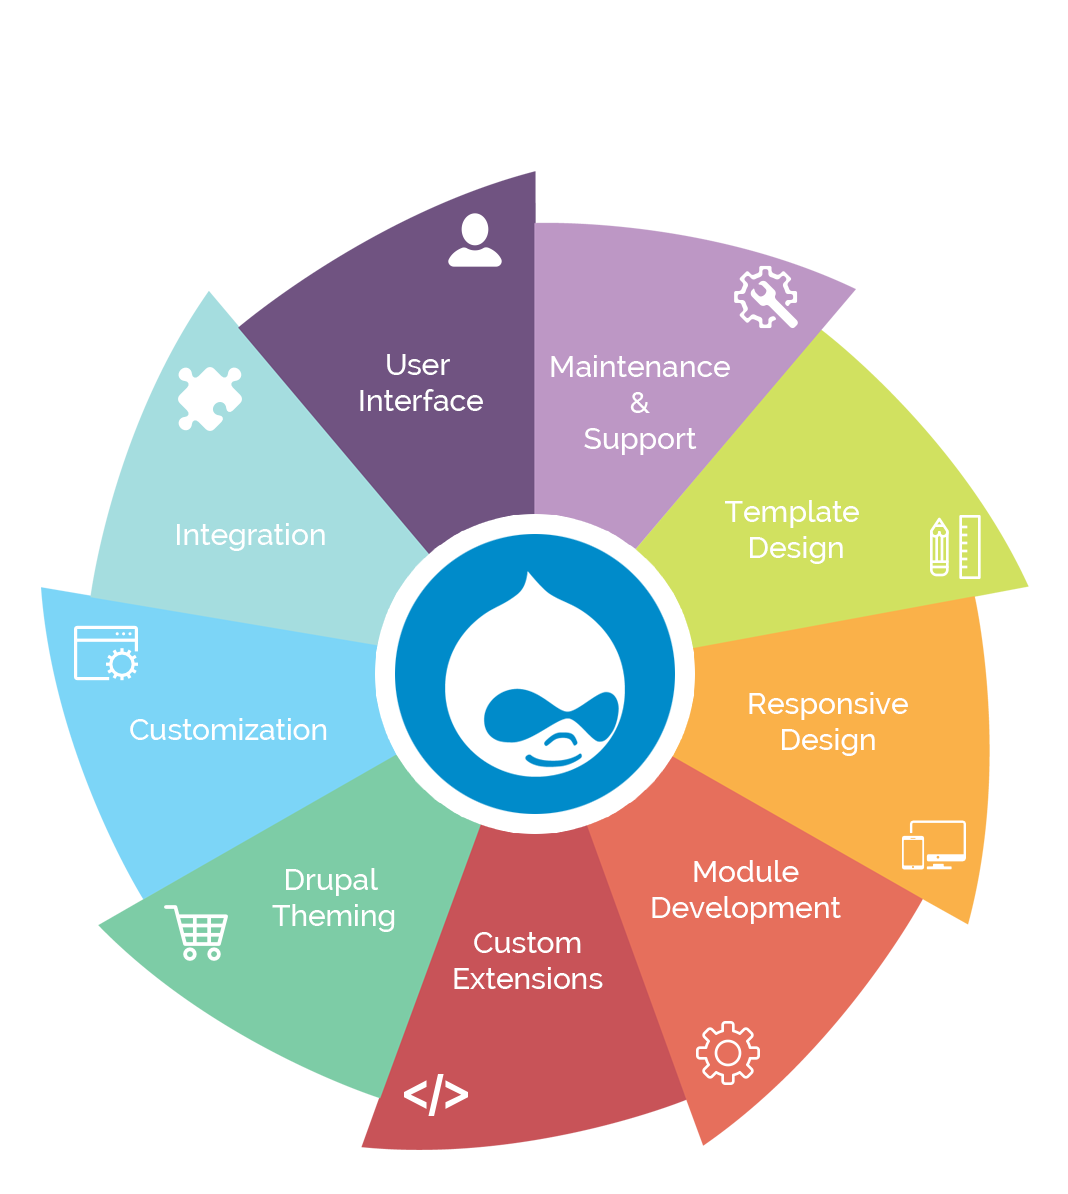 User
Interface
Maintenance
&
Support
Template
Design
Responsive
Design
Module
Development
Custom
Extensions
Drupal
Theming
Customization
Integration